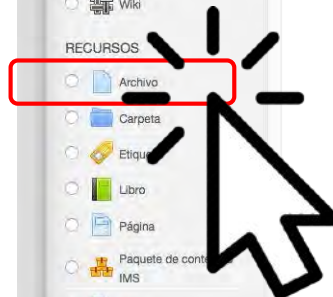 Wiki
RECURSOS
Archivo
Carpeta
Libro
Página
Paquete de
IMS